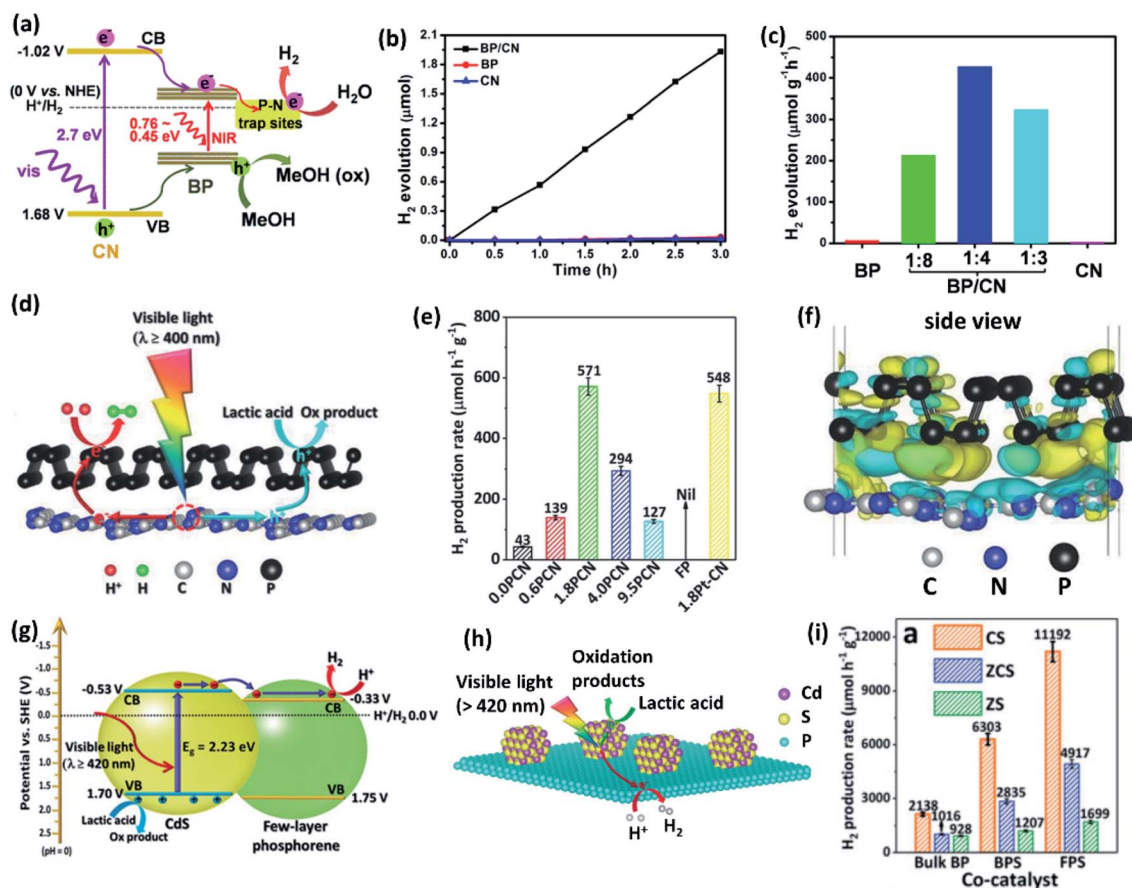 (a)
e⁻
CB
-1.02 V
H₂
(0 V vs. NHE)
e⁻
H⁺/H₂
P-N
e⁻
H₂O
trap sites
2.7 eV
0.76 ~
0.45 eV
NIR
vis
BP
h⁺
MeOH (ox)
MeOH
1.68 V
h⁺
VB
CN
(b)
H₂ evolution (μmol)
2.1
1.8
1.5
1.2
0.9
0.6
0.3
0.0
BP/CN
BP
CN
0.0 0.5 1.0 1.5 2.0 2.5 3.0
Time (h)
(c)
H₂ evolution (μmol g⁻¹h⁻¹)
500
400
300
200
100
0
BP 1:8 1:4 1:3 CN
BP/CN
(d)
Visible light
(λ ≥ 400 nm)
Lactic acid Ox product
e⁻
h⁺
e⁻
h⁺
H⁺ H C N P
(e)
H₂ production rate (μmol h⁻¹ g⁻¹)
800
600
400
200
0
43
139
571
294
127
Nil
548
0.0PCN
0.6PCN
1.8PCN
4.0PCN
9.5PCN
FP
1.8Pt-CN
(f)
side view
C N P
(g)
Potential vs. SHE (V)
-1.5
-1.0
-0.5
0.0
0.5
1.0
1.5
2.0
2.5
(pH = 0)
-0.53 V
CB
H₂
H⁺
-0.33 V
CB
H⁺/H₂ 0.0 V
Visible light
(λ ≥ 420 nm)
E_g = 2.23 eV
VB
1.70 V
VB
1.75 V
Lactic acid
Ox product
CdS
Few-layer
phosphorene
(h)
Oxidation
products
Visible light
(> 420 nm)
Lactic acid
Cd
S
P
H⁺
H₂
(i)
a
H₂ production rate (μmol h⁻¹ g⁻¹)
12000
9000
6000
3000
0
CS
ZCS
ZS
2138
1016
928
6303
2835
1207
11192
4917
1699
Bulk BP BPS FPS
Co-catalyst